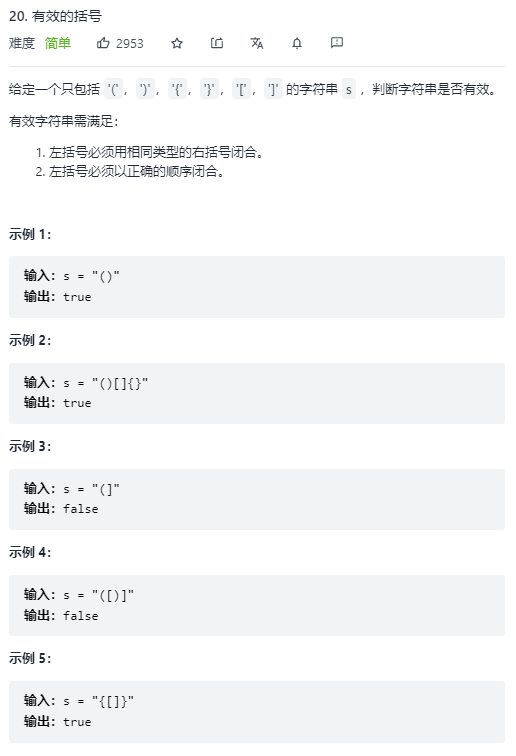 20. 有效的括号
难度 简单 2953
给定一个只包括 '('，')'，'{'，'}'，'['，']' 的字符串 s ，判断字符串是否有效。
有效字符串需满足：
1. 左括号必须用相同类型的右括号闭合。
2. 左括号必须以正确的顺序闭合。
示例 1：
输入：s = "()"
输出：true
示例 2：
输入：s = "()[]{}"
输出：true
示例 3：
输入：s = "(]"
输出：false
示例 4：
输入：s = "([)]"
输出：false
示例 5：
输入：s = "{[]}"
输出：true